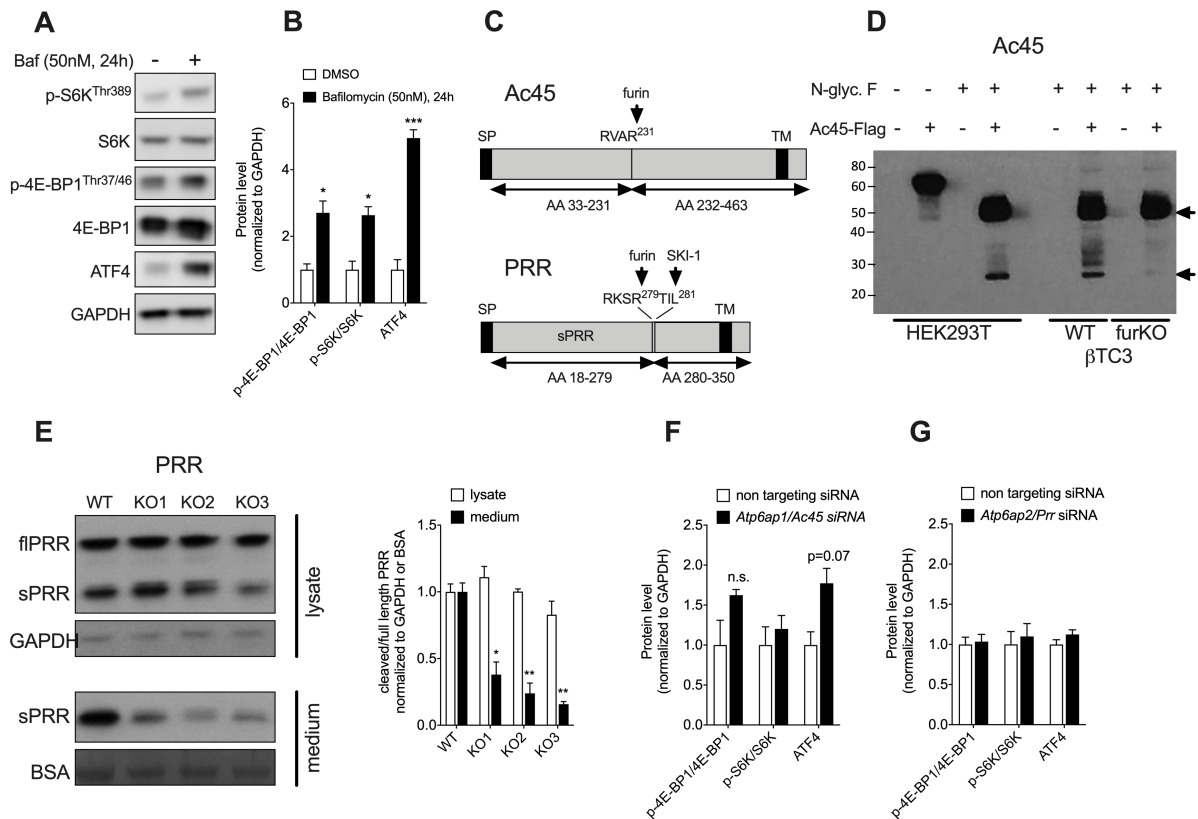 A
Baf (50nM, 24h) - +
p-S6K^Thr389
S6K
p-4E-BP1^Thr37/46
4E-BP1
ATF4
GAPDH
B
DMSO
Bafilomycin (50nM), 24h
Protein level
(normalized to GAPDH)
8
6
4
2
0
*
*
***
p-4E-BP1/4E-BP1
p-S6K/S6K
ATF4
C
Ac45
furin
SP
RVAR^231
TM
AA 33-231
AA 232-463
PRR
furin
SKI-1
SP
RKSR^279TIL^281
TM
sPRR
AA 18-279
AA 280-350
D
Ac45
N-glyc. F - - + + + + + +
Ac45-Flag - + - + - + - +
80
60
50
40
30
20
HEK293T
WT
furKO
βTC3
E
PRR
WT KO1 KO2 KO3
flPRR
sPRR
GAPDH
lysate
sPRR
BSA
medium
lysate
medium
cleaved/full length PRR
normalized to GAPDH or BSA
1.5
1.0
0.5
0.0
*
**
**
WT
KO1
KO2
KO3
F
non targeting siRNA
Atp6ap1/Ac45 siRNA
Protein level
(normalized to GAPDH)
2.5
2.0
1.5
1.0
0.5
0.0
n.s.
p=0.07
p-4E-BP1/4E-BP1
p-S6K/S6K
ATF4
G
non targeting siRNA
Atp6ap2/Prr siRNA
Protein level
(normalized to GAPDH)
2.5
2.0
1.5
1.0
0.5
0.0
p-4E-BP1/4E-BP1
p-S6K/S6K
ATF4